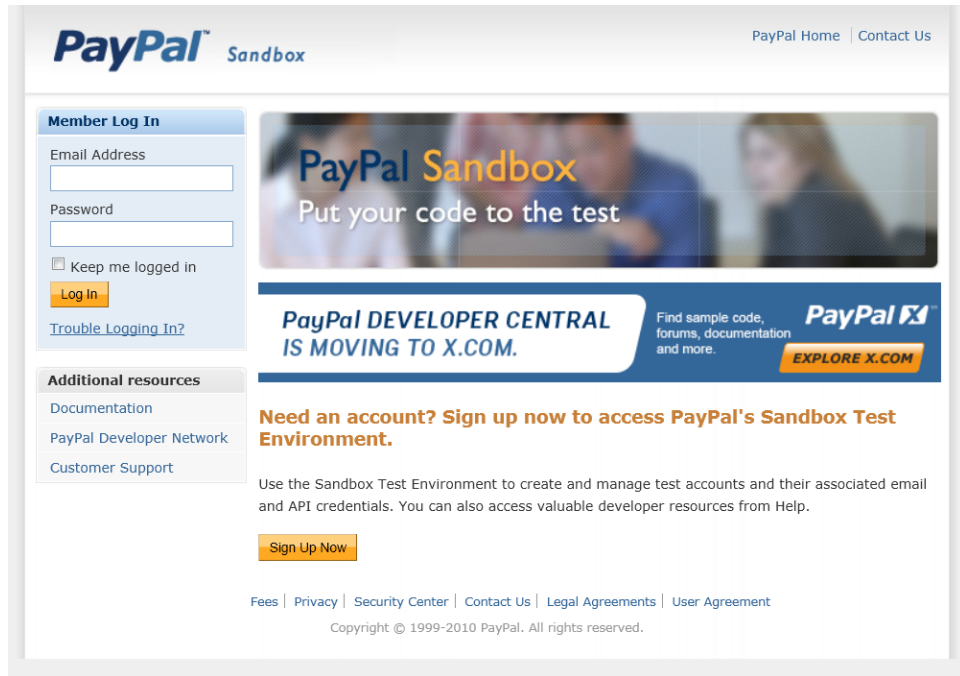 PayPal™ Sandbox
PayPal Home | Contact Us
Member Log In
Email Address
Password
Keep me logged in
Log In
Trouble Logging In?
Additional resources
Documentation
PayPal Developer Network
Customer Support
PayPal Sandbox
Put your code to the test
PayPal DEVELOPER CENTRAL
IS MOVING TO X.COM.
Find sample code,
forums, documentation
and more.
PayPal X™
EXPLORE X.COM
Need an account? Sign up now to access PayPal's Sandbox Test
Environment.
Use the Sandbox Test Environment to create and manage test accounts and their associated email
and API credentials. You can also access valuable developer resources from Help.
Sign Up Now
Fees | Privacy | Security Center | Contact Us | Legal Agreements | User Agreement
Copyright © 1999-2010 PayPal. All rights reserved.